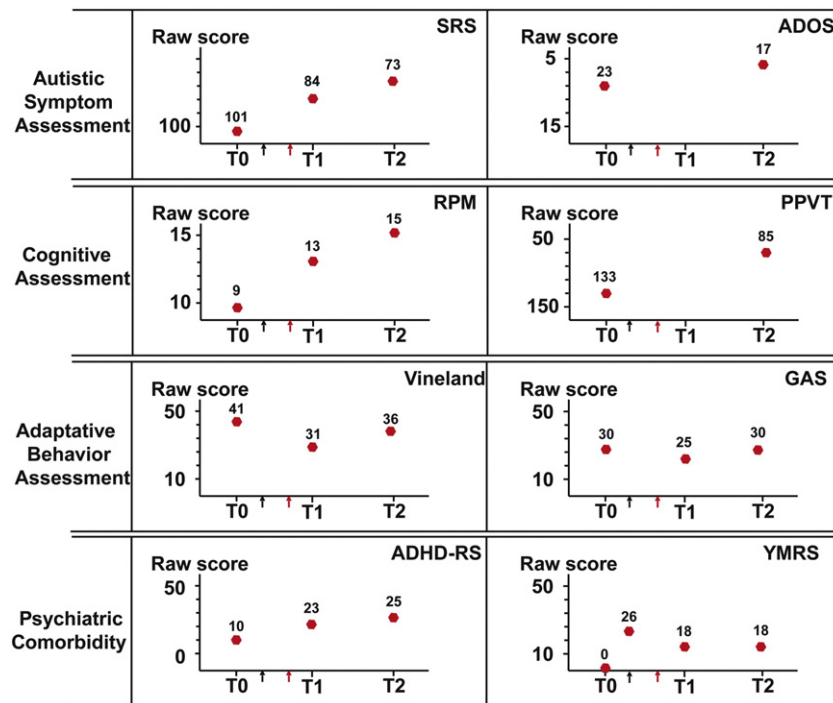 Autistic
Symptom
Assessment
SRS
Raw score
73
84
101
100
T0
T1
T2
ADOS
Raw score
17
5
23
15
T0
T1
T2
Cognitive
Assessment
RPM
Raw score
15
15
13
9
10
T0
T1
T2
PPVT
Raw score
50
85
133
150
T0
T1
T2
Adaptative
Behavior
Assessment
Vineland
Raw score
50
41
36
31
10
T0
T1
T2
GAS
Raw score
50
30
25
30
10
T0
T1
T2
Psychiatric
Comorbidity
ADHD-RS
Raw score
50
10
23
25
0
T0
T1
T2
YMRS
Raw score
50
26
18
18
10
0
T0
T1
T2